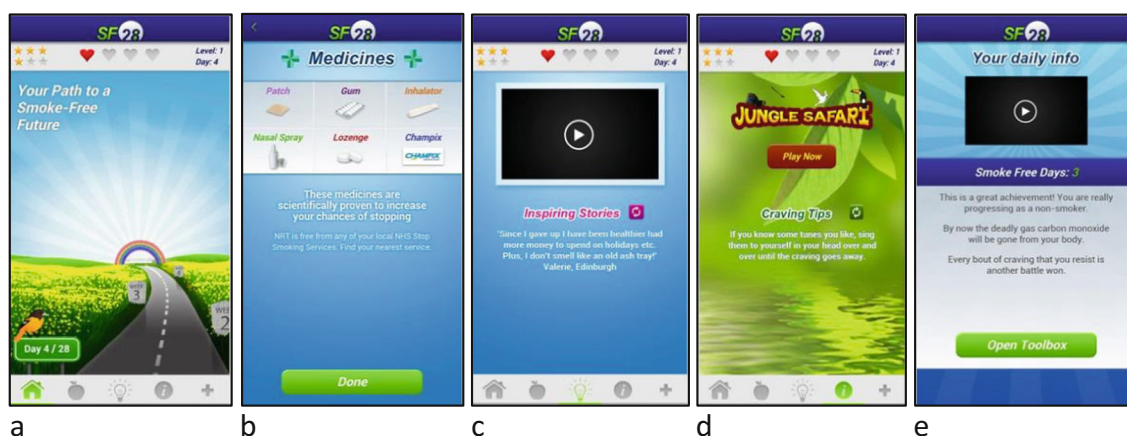 SF28
Level: 1
Day: 4
Your Path to a
Smoke-Free
Future
WEEK
3
WEE
2
Day 4 / 28
a
SF28
Medicines
Patch
Gum
Inhalator
Nasal Spray
Lozenge
Champix
CHAMPIX
These medicines are
scientifically proven to increase
your chances of stopping
NRT is free from any of your local NHS Stop
Smoking Services. Find your nearest service.
Done
b
SF28
Level: 1
Day: 4
Inspiring Stories
'Since I gave up I have been healthier had
more money to spend on holidays etc.
Plus, I don't smell like an old ash tray!'
Valerie, Edinburgh
c
SF28
Level: 1
Day: 4
JUNGLE SAFARI
Play Now
Craving Tips
If you know some tunes you like, sing
them to yourself in your head over and
over until the craving goes away.
d
SF28
Your daily info
Smoke Free Days: 3
This is a great achievement! You are really
progressing as a non-smoker.
By now the deadly gas carbon monoxide
will be gone from your body.
Every bout of craving that you resist is
another battle won.
Open Toolbox
e